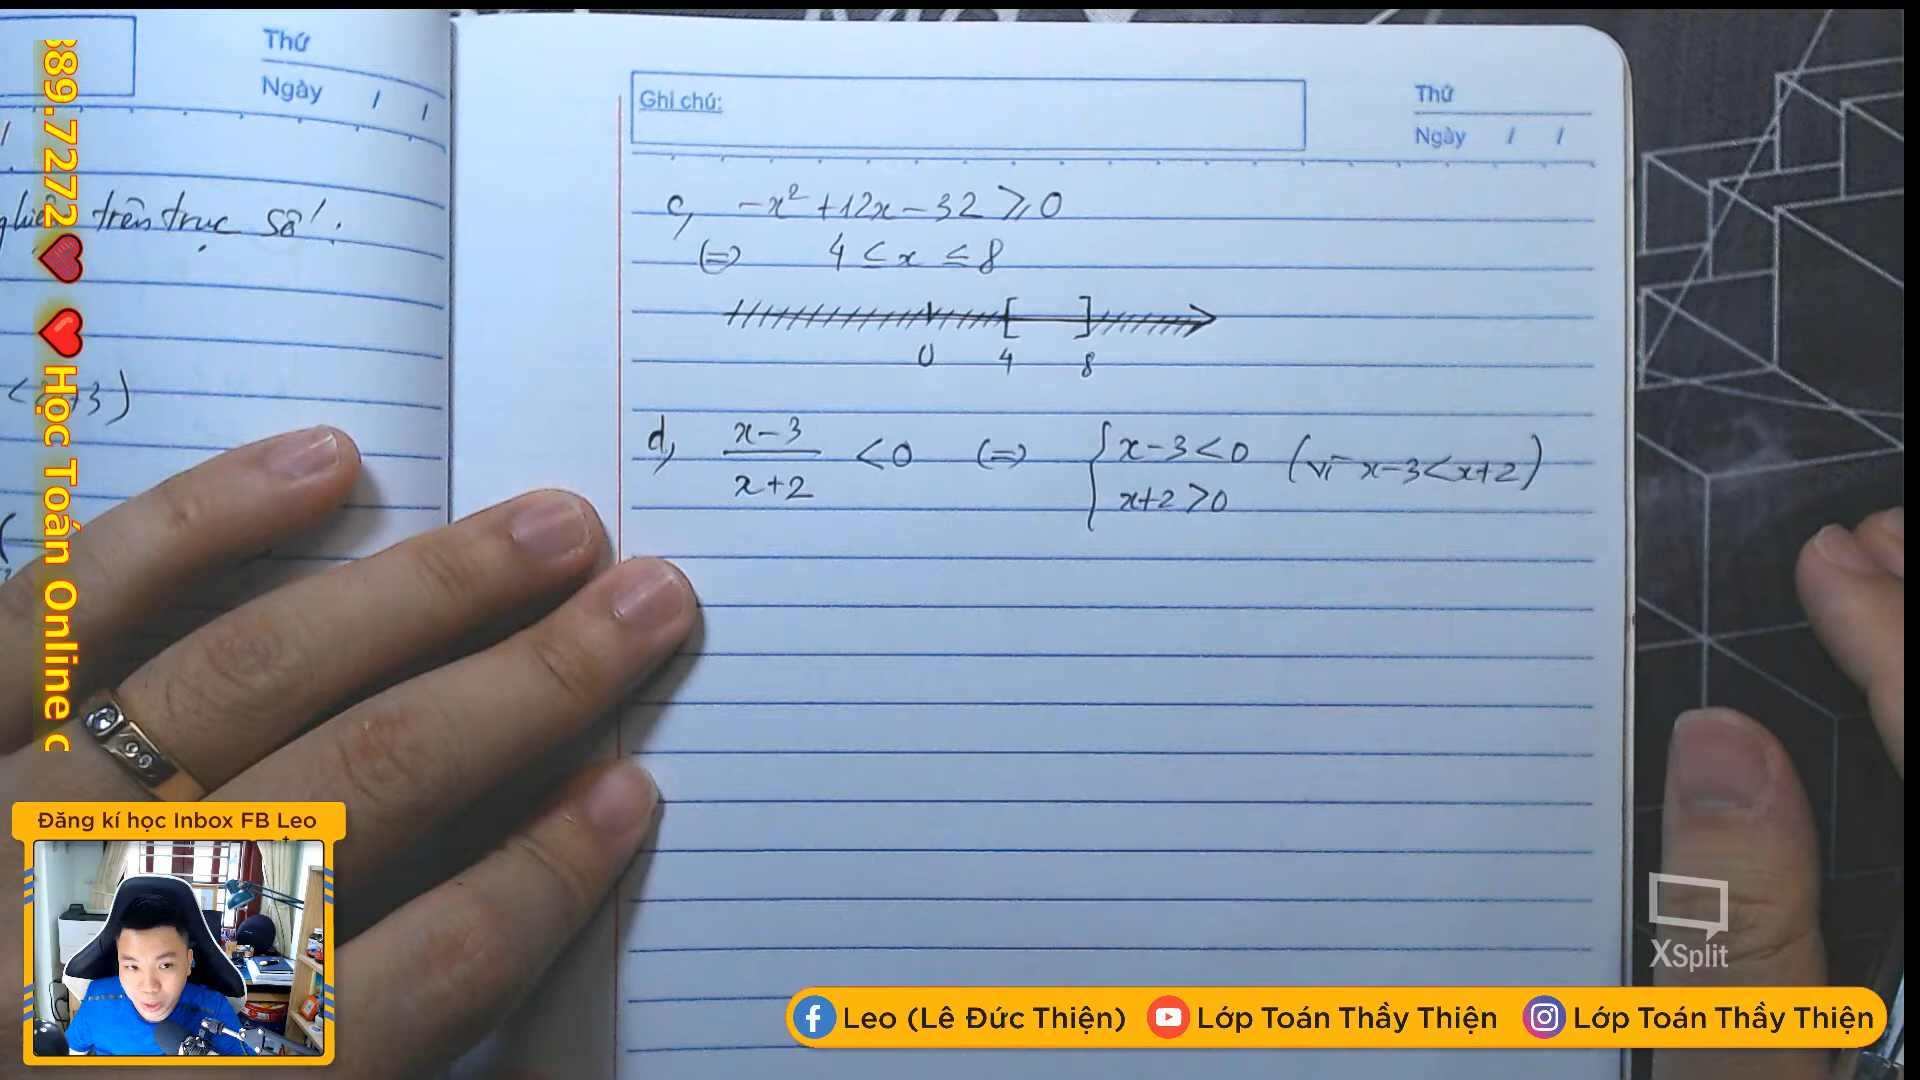 Thứ
Ngày / /
trên trục số!
<2+3)
889.7272❤ ❤Học Toán Online c
Ghi chú:
Thứ
Ngày / /
c, -x² +12x-32 ⩾ 0
(=) 4 ≤ x ≤ 8
0 4 8
d, x-3 / x+2 <0 (=) { x-3<0 (vì x-3<x+2)
x+2>0
Đăng kí học Inbox FB Leo
XSplit
Leo (Lê Đức Thiện) Lớp Toán Thầy Thiện Lớp Toán Thầy Thiện